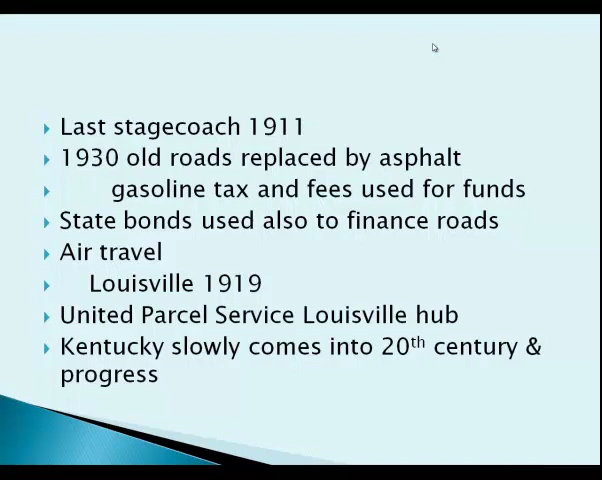 Last stagecoach 1911
1930 old roads replaced by asphalt
gasoline tax and fees used for funds
State bonds used also to finance roads
Air travel
Louisville 1919
United Parcel Service Louisville hub
Kentucky slowly comes into 20th century &
progress